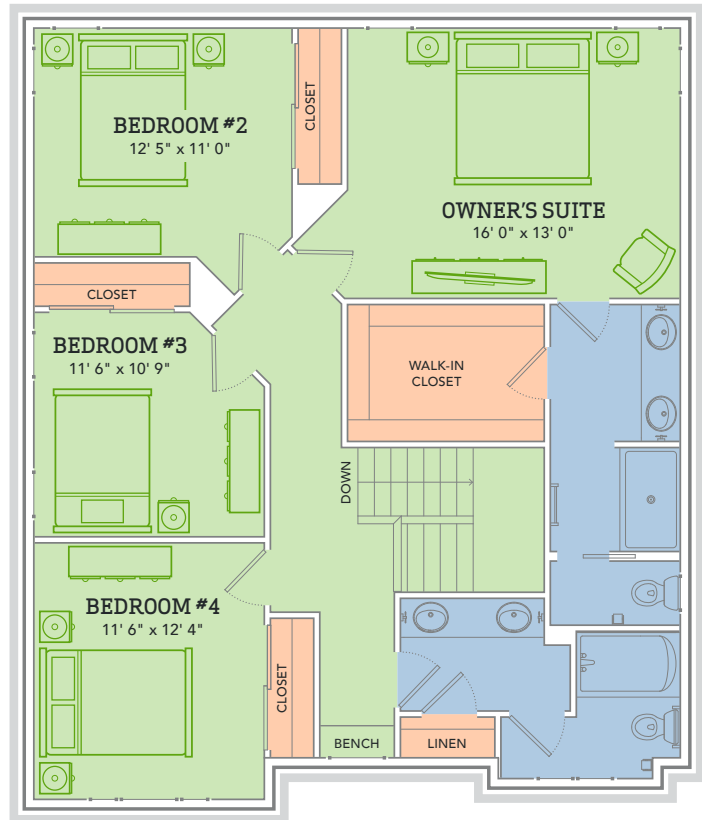 BEDROOM #2
12' 5" x 11' 0"
CLOSET
OWNER'S SUITE
16' 0" x 13' 0"
CLOSET
BEDROOM #3
11' 6" x 10' 9"
WALK-IN
CLOSET
DOWN
BEDROOM #4
11' 6" x 12' 4"
CLOSET
BENCH
LINEN